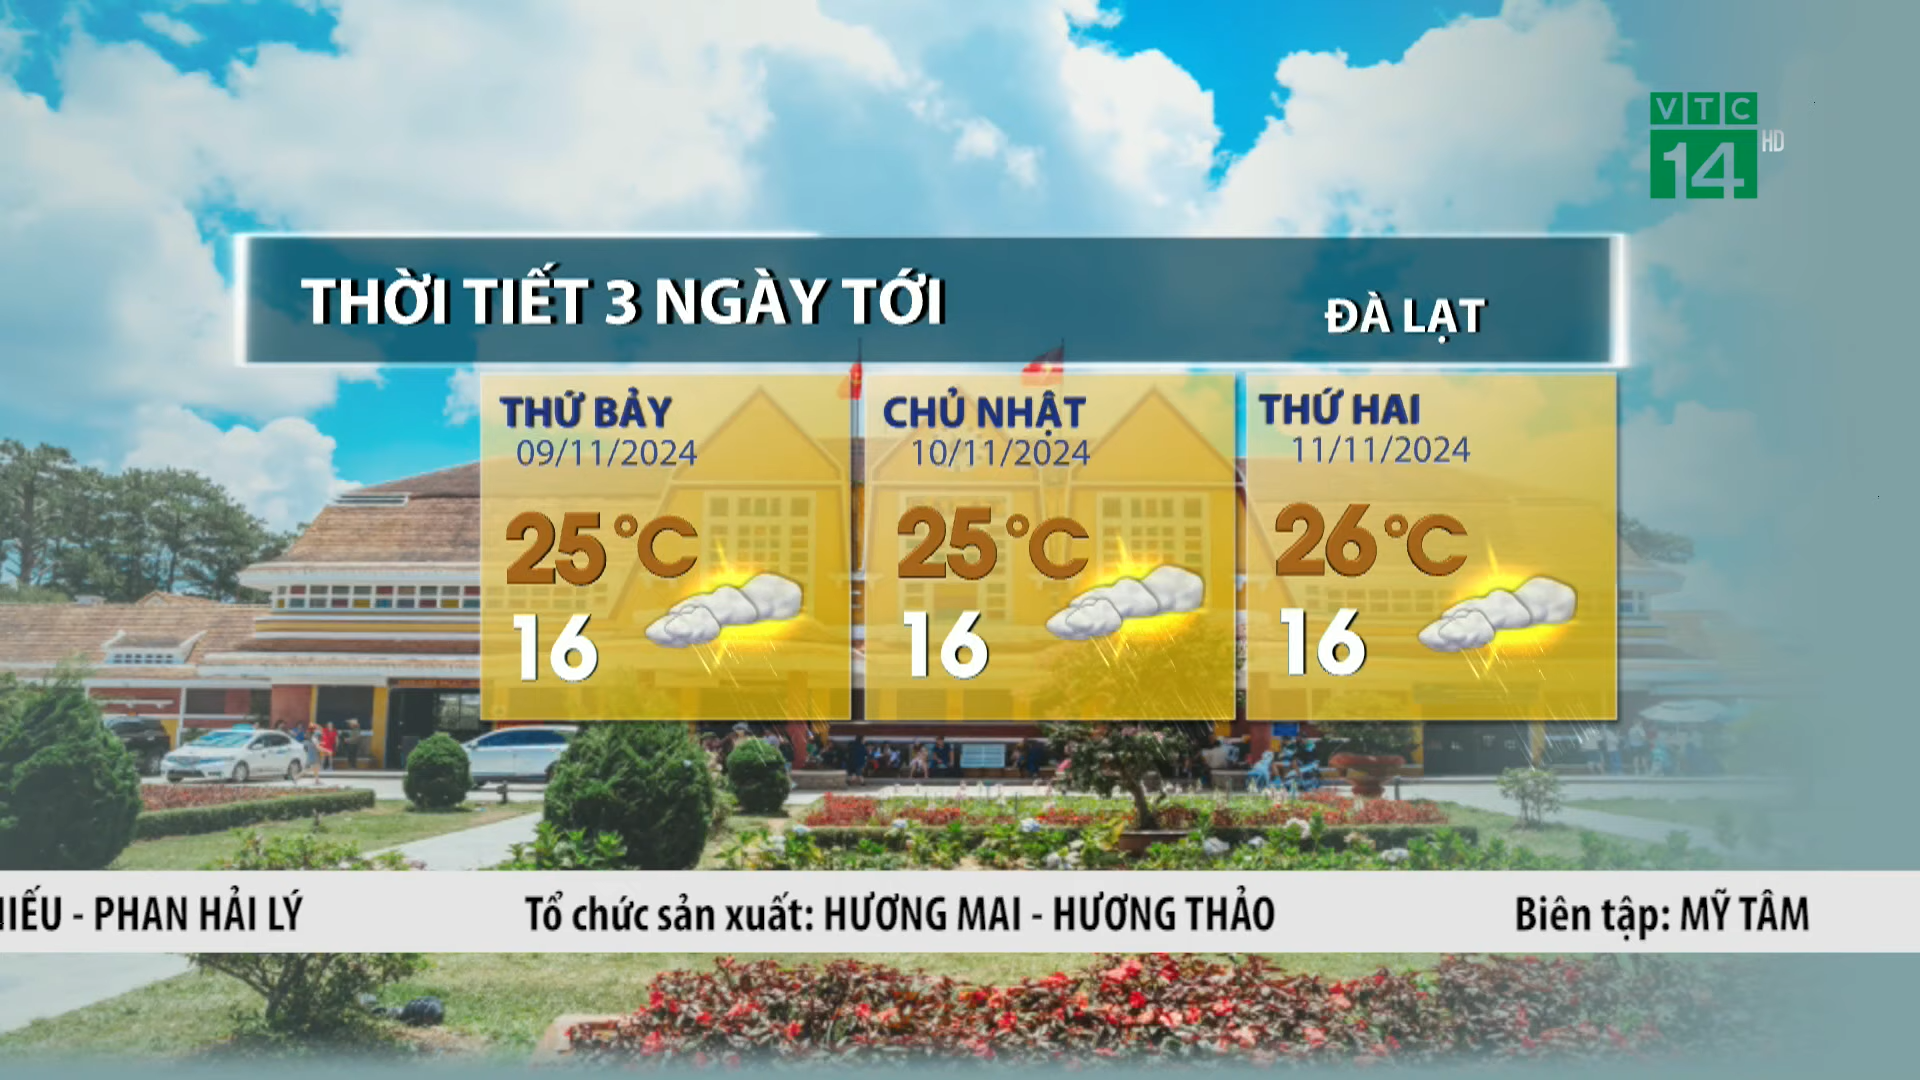 VTC
14 HD
THỜI TIẾT 3 NGÀY TỚI
ĐÀ LẠT
THỨ BẢY
09/11/2024
25°C
16
CHỦ NHẬT
10/11/2024
25°C
16
THỨ HAI
11/11/2024
26°C
16
- PHAN HẢI LÝ Tổ chức sản xuất: HƯƠNG MAI - HƯƠNG THẢO Biên tập: MỸ TÂM